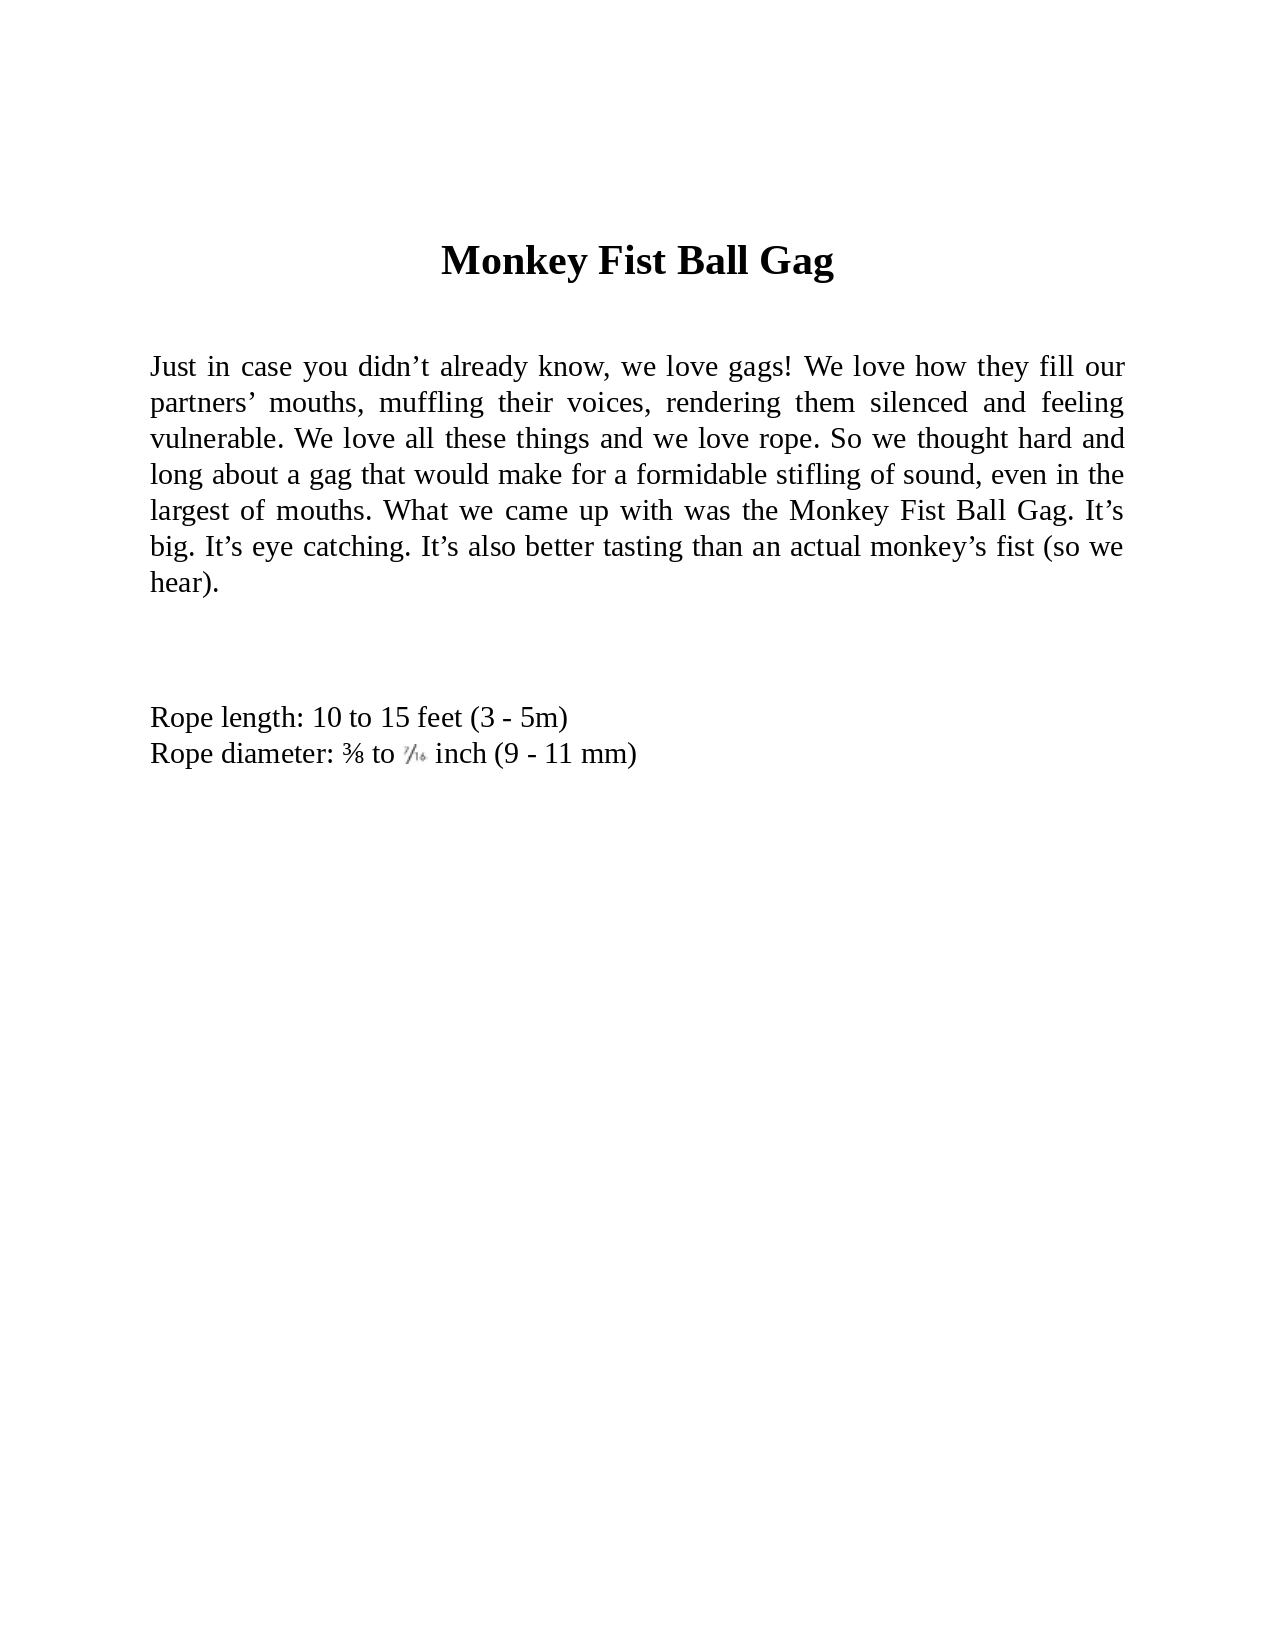 Monkey Fist Ball Gag
Just in case you didn’t already know, we love gags! We love how they fill our
partners’ mouths, muffling their voices, rendering them silenced and feeling
vulnerable. We love all these things and we love rope. So we thought hard and
long about a gag that would make for a formidable stifling of sound, even in the
largest of mouths. What we came up with was the Monkey Fist Ball Gag. It’s
big. It’s eye catching. It’s also better tasting than an actual monkey’s fist (so we
hear).
Rope length: 10 to 15 feet (3 - 5m)
Rope diameter: ⅜ to 7/16 inch (9 - 11 mm)